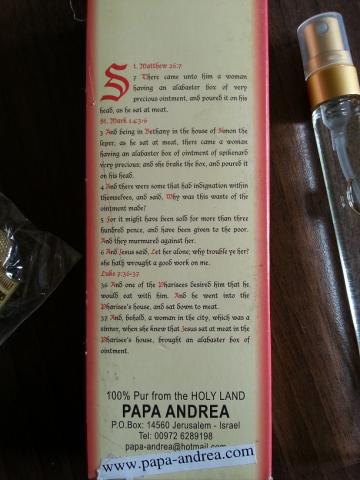 St. Matthew 26:7
7 There came unto him a woman
having an alabaster box of very
precious ointment, and poured it on his
head, as he sat at meat.
St. Mark 14:3-6
3 And being in Bethany in the house of Simon the
leper, as he sat at meat, there came a woman
having an alabaster box of ointment of spikenard
very precious; and she brake the box, and poured it
on his head.
4 And there were some that had indignation within
themselves, and said, Why was this waste of the
ointment made?
5 For it might have sold for more than three
hundred pence, and have been given to the poor.
And they murmured against her.
6 And Jesus said, Let her alone; why trouble ye her?
she hath wrought a good work on me.
Luke 7:36-37
36 And one of the Pharisees desired him that he
would eat with him. And he went into the
Pharisee's house, and sat down to meat.
37 And, behold, a woman in the city, which was a
sinner, when she knew that Jesus sat at meat in the
Pharisee's house, brought an alabaster box of
ointment.
100% Pur from the HOLY LAND
PAPA ANDREA
P.O.Box: 14560 Jerusalem - Israel
Tel: 00972 6289198
papa-andrea@hotmail.com
www.papa-andrea.com